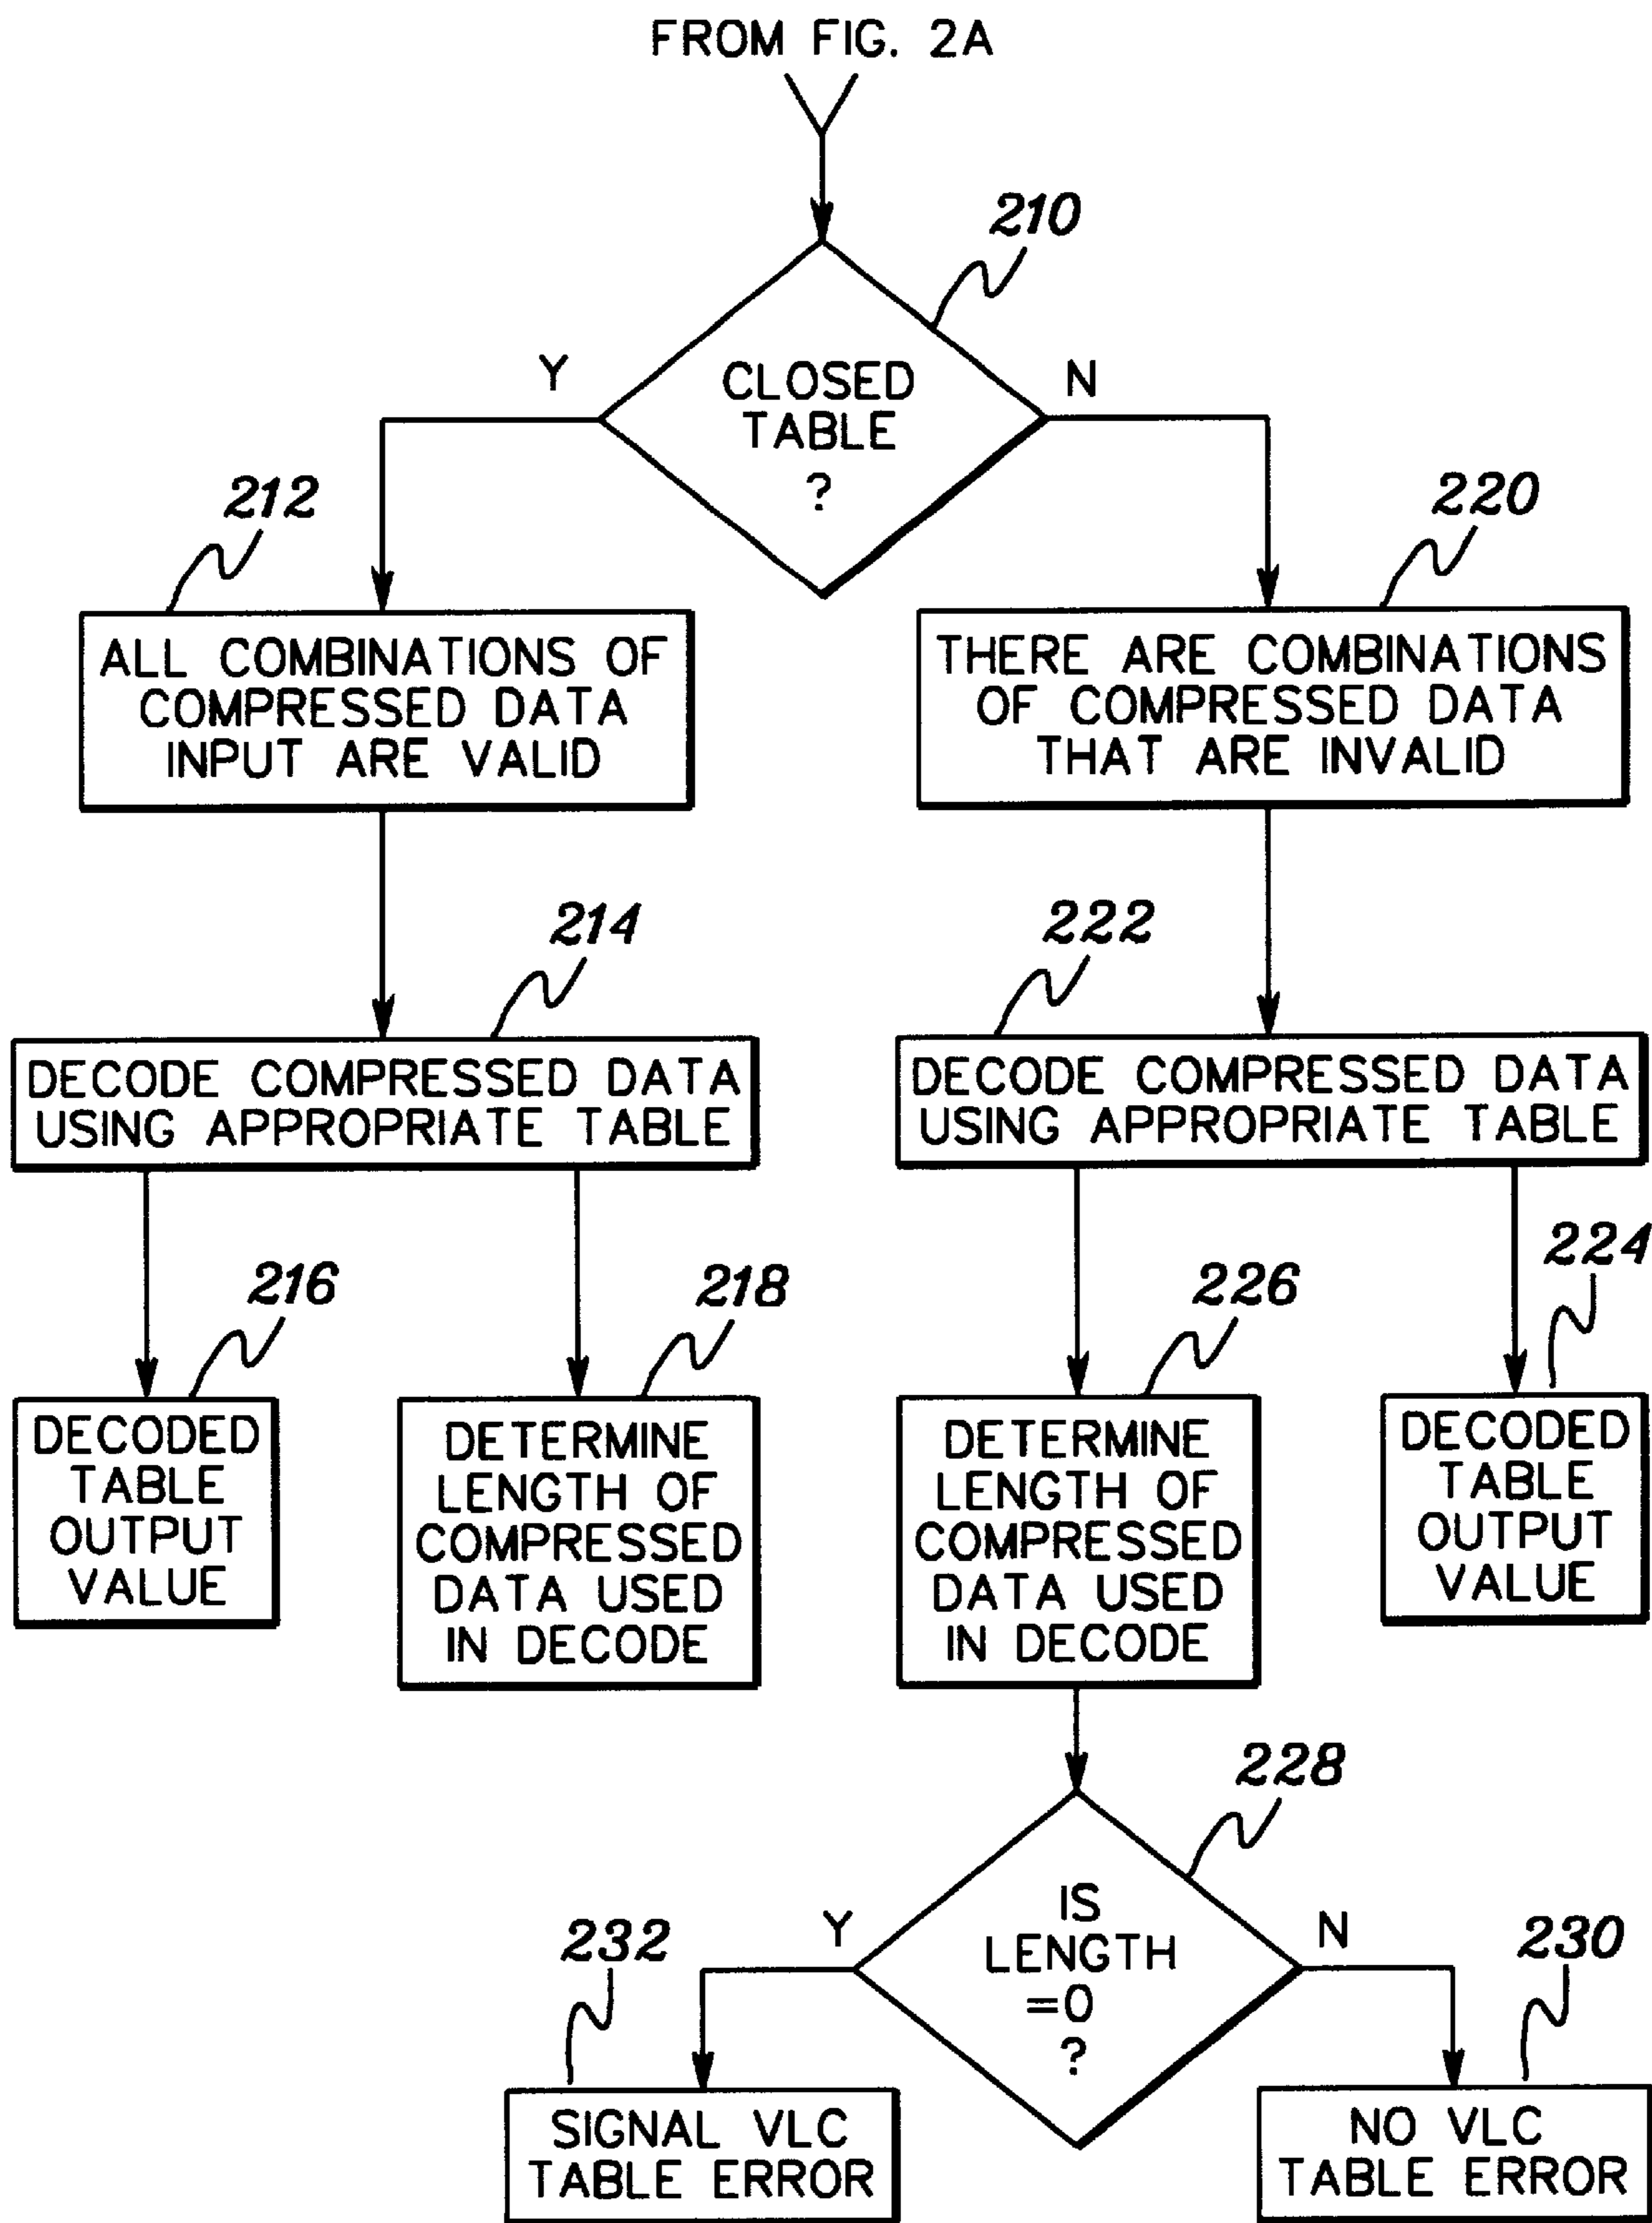 FROM FIG. 2A
210
Y
CLOSED
TABLE
?
N
212
ALL COMBINATIONS OF
COMPRESSED DATA
INPUT ARE VALID
220
THERE ARE COMBINATIONS
OF COMPRESSED DATA
THAT ARE INVALID
214
DECODE COMPRESSED DATA
USING APPROPRIATE TABLE
222
DECODE COMPRESSED DATA
USING APPROPRIATE TABLE
216
DECODED
TABLE
OUTPUT
VALUE
218
DETERMINE
LENGTH OF
COMPRESSED
DATA USED
IN DECODE
226
DETERMINE
LENGTH OF
COMPRESSED
DATA USED
IN DECODE
224
DECODED
TABLE
OUTPUT
VALUE
228
Y
IS
LENGTH
=0
?
N
232
SIGNAL VLC
TABLE ERROR
230
NO VLC
TABLE ERROR